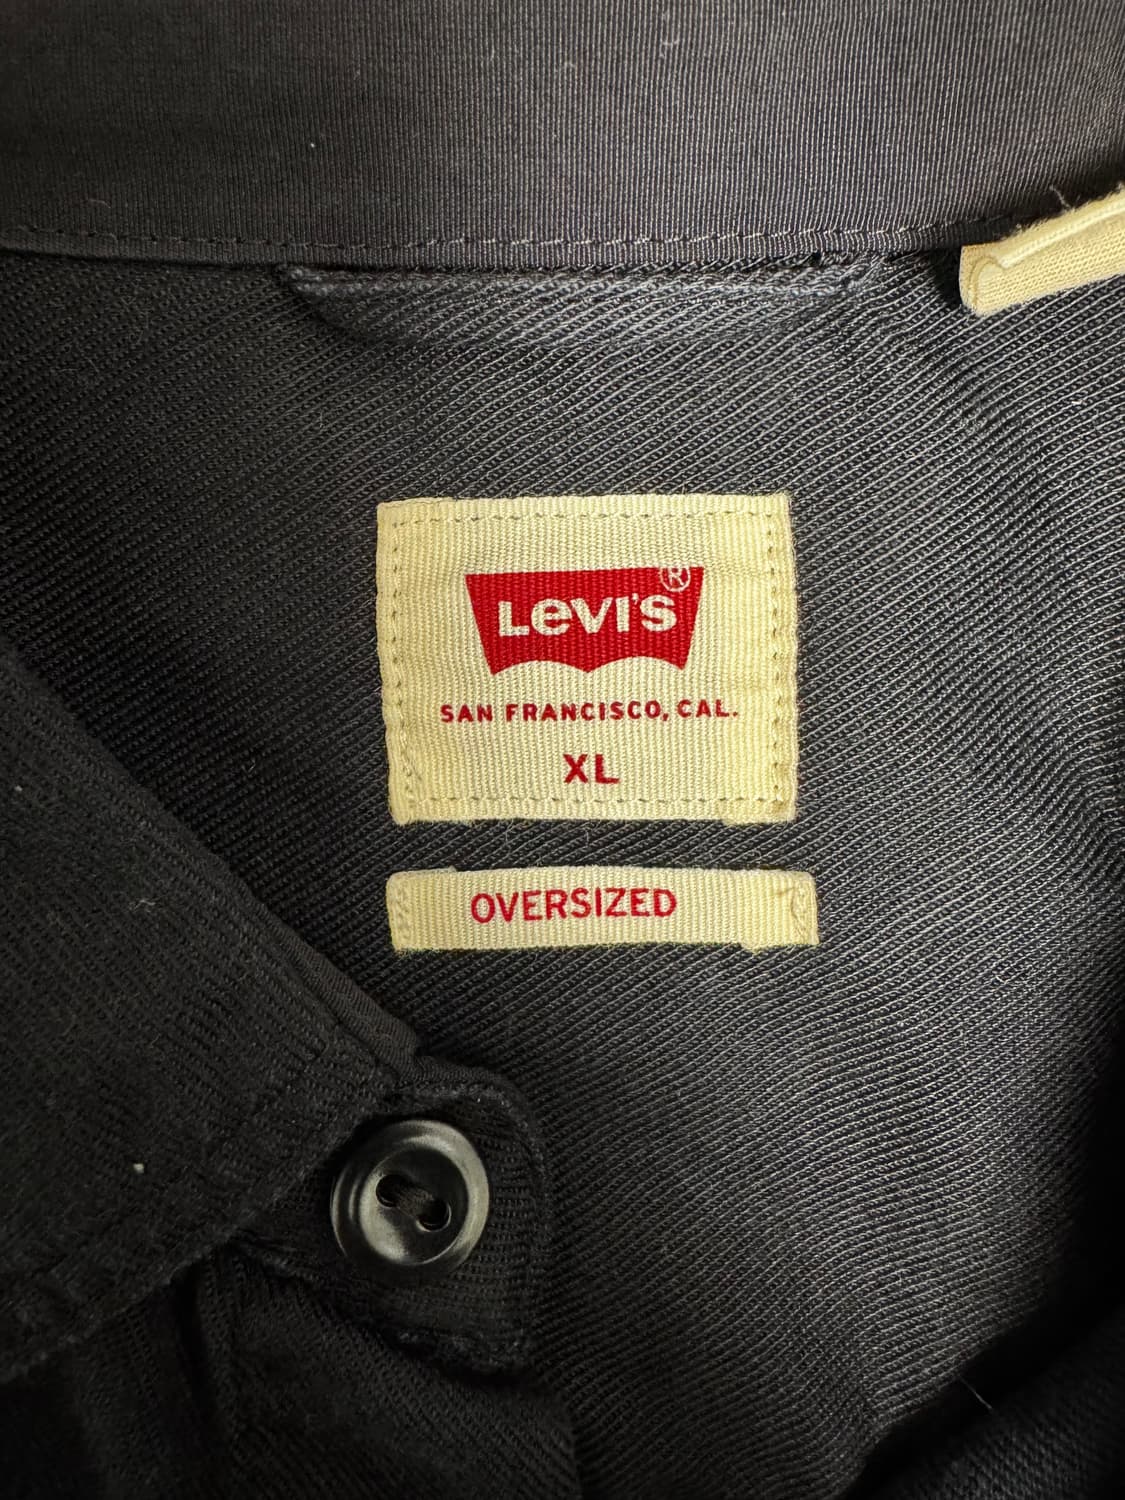 LEVI'S®
SAN FRANCISCO, CAL.
XL
OVERSIZED